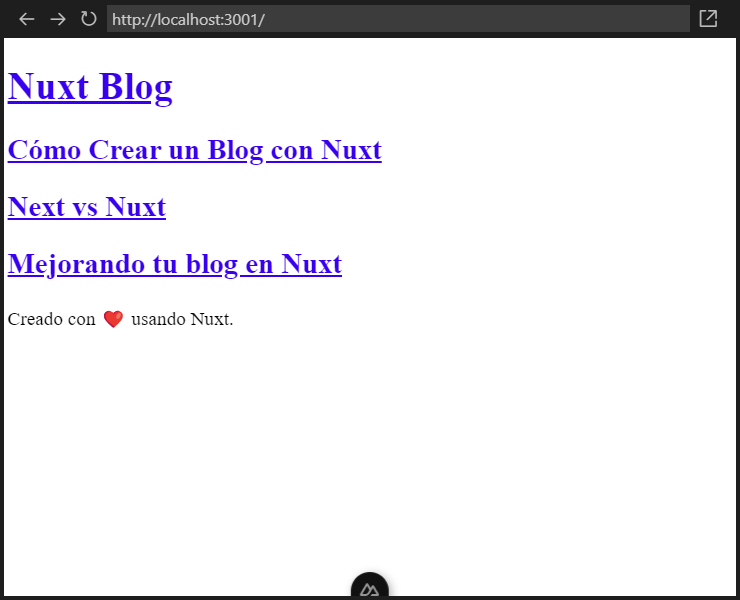 http://localhost:3001/
Nuxt Blog
Cómo Crear un Blog con Nuxt
Next vs Nuxt
Mejorando tu blog en Nuxt
Creado con ❤️ usando Nuxt.